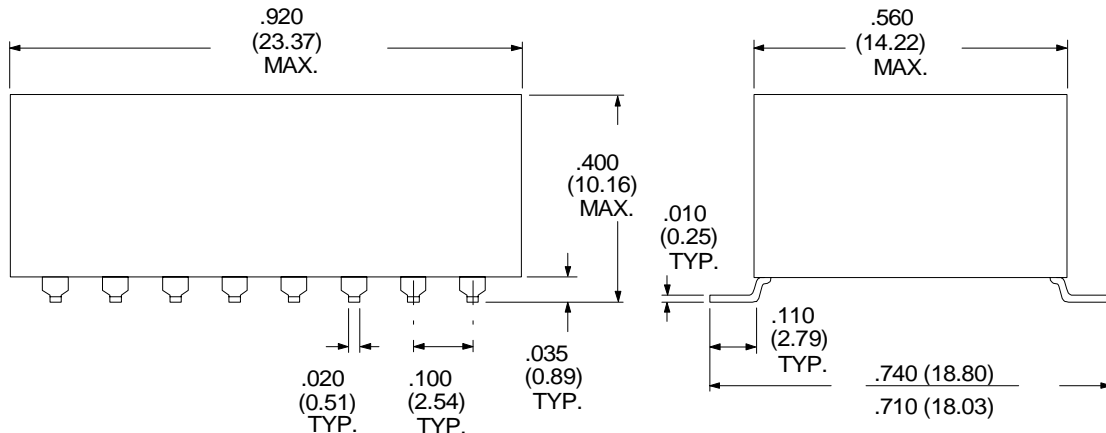 .920
(23.37)
MAX.
.560
(14.22)
MAX.
.400
(10.16)
MAX.
.010
(0.25)
TYP.
.110
(2.79)
TYP.
.035
(0.89)
TYP.
.020
(0.51)
TYP.
.100
(2.54)
TYP.
.740 (18.80)
.710 (18.03)